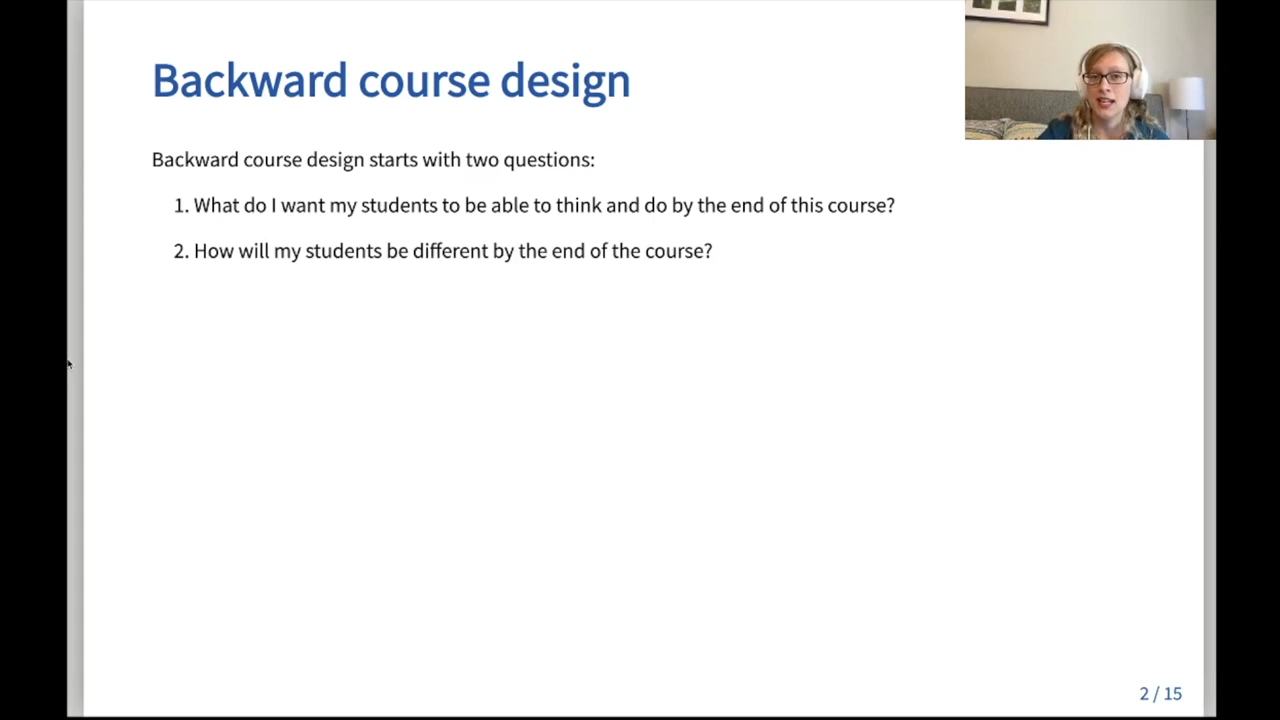 Backward course design
Backward course design starts with two questions:
1. What do I want my students to be able to think and do by the end of this course?
2. How will my students be different by the end of the course?
2 / 15